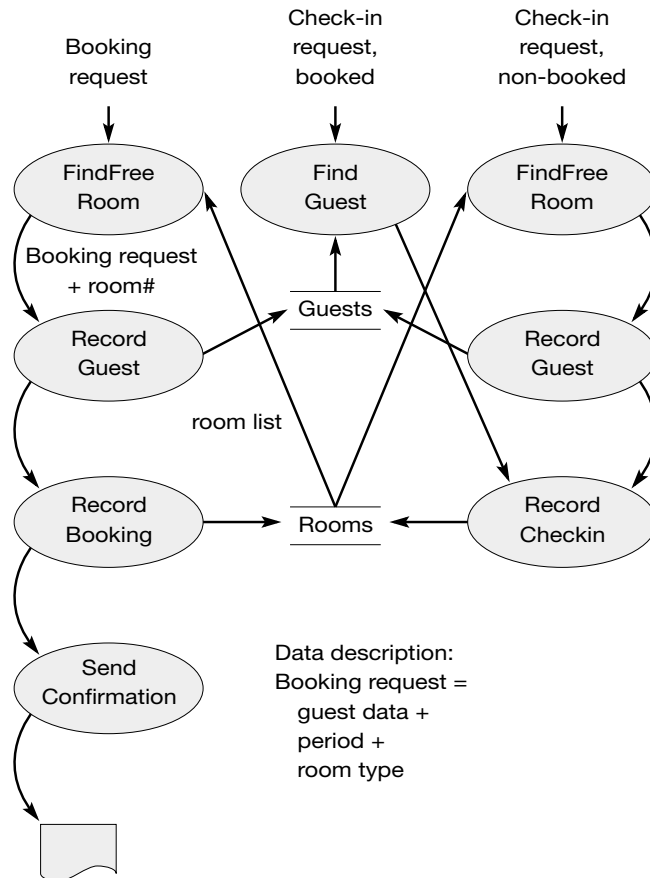 Booking
request
Check-in
request,
booked
Check-in
request,
non-booked
FindFree
Room
Find
Guest
FindFree
Room
Booking request
+ room#
Guests
Record
Guest
Record
Guest
room list
Record
Booking
Rooms
Record
Checkin
Send
Confirmation
Data description:
Booking request =
guest data +
period +
room type